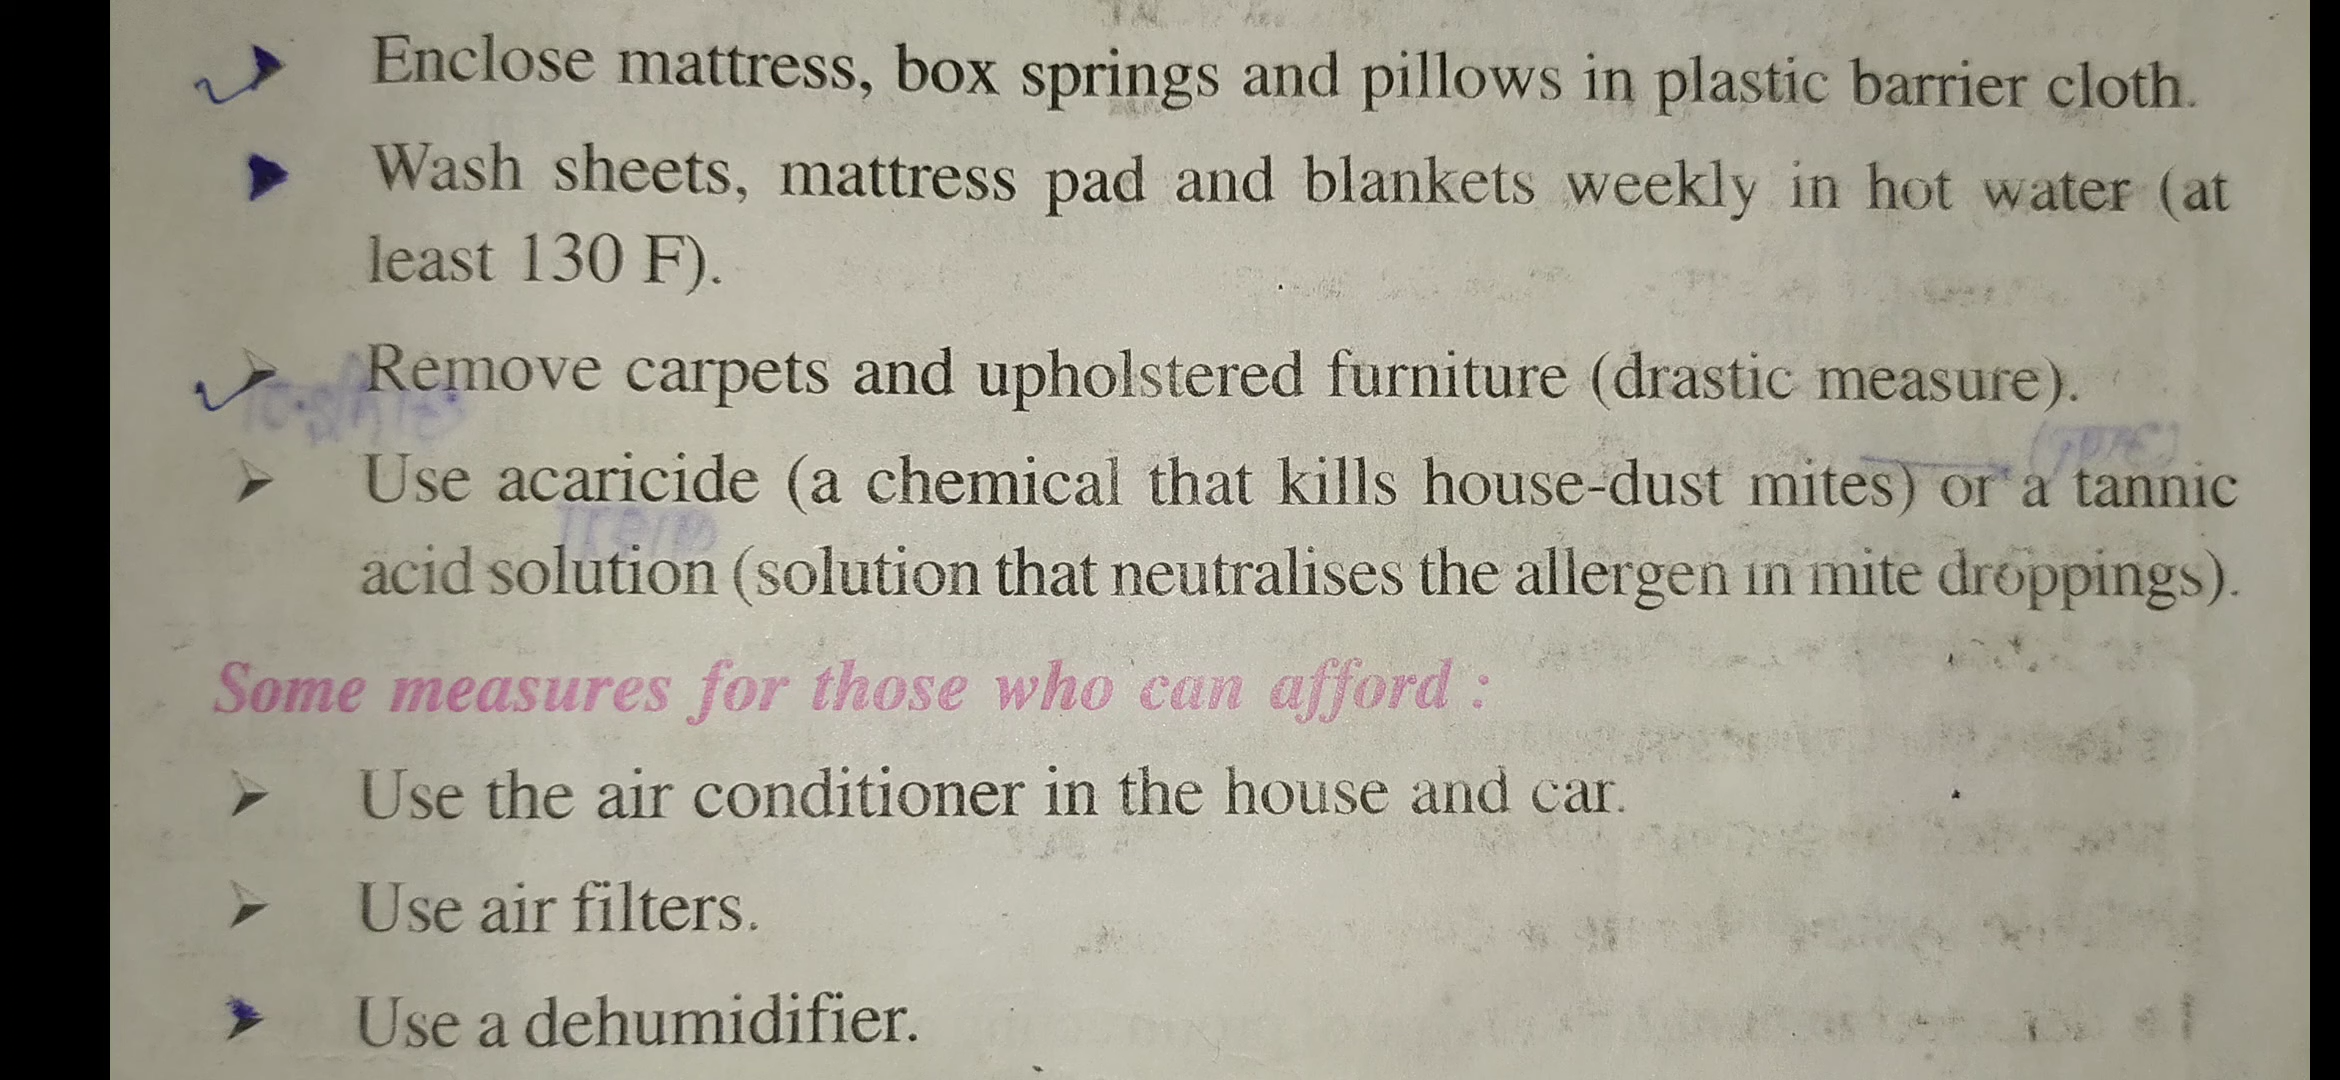 Enclose mattress, box springs and pillows in plastic barrier cloth.
Wash sheets, mattress pad and blankets weekly in hot water (at
least 130 F).
Remove carpets and upholstered furniture (drastic measure).
Use acaricide (a chemical that kills house-dust mites) or a tannic
acid solution (solution that neutralises the allergen in mite droppings).
Some measures for those who can afford :
Use the air conditioner in the house and car.
Use air filters.
Use a dehumidifier.